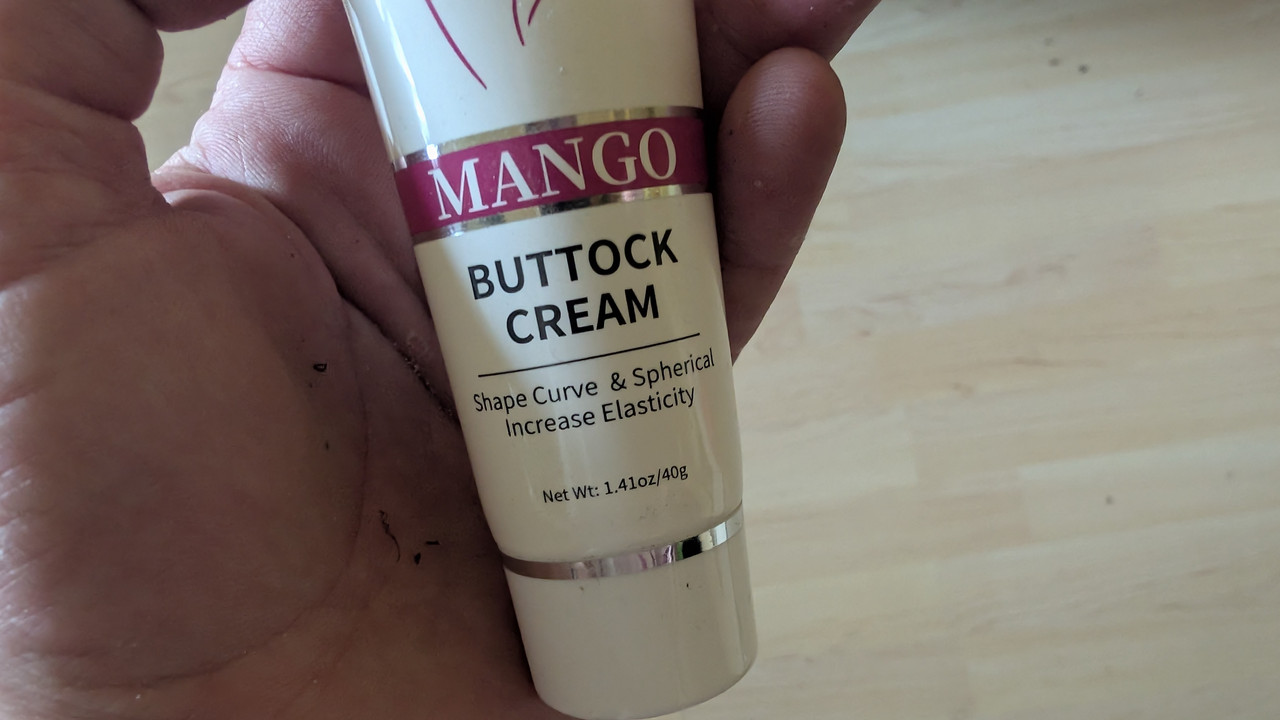 MANGO
BUTTOCK
CREAM
Shape Curve & Spherical
Increase Elasticity
Net Wt: 1.41oz/40g